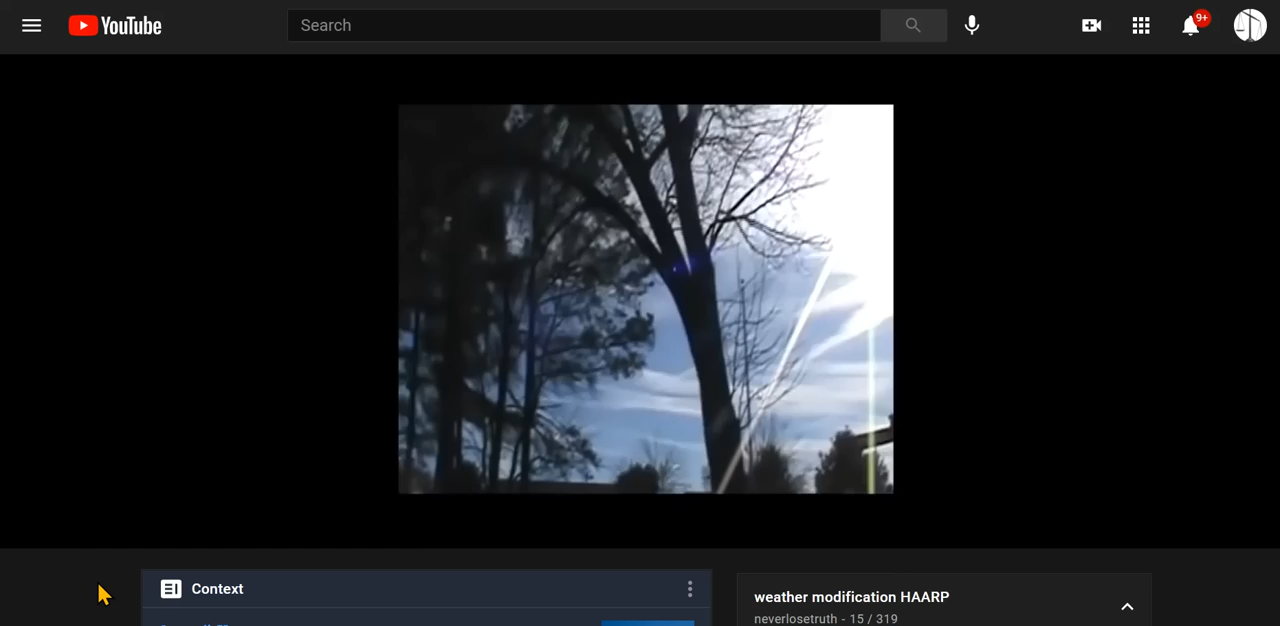 YouTube
Search
9+
Context
weather modification HAARP
neverlosetruth - 15 / 319